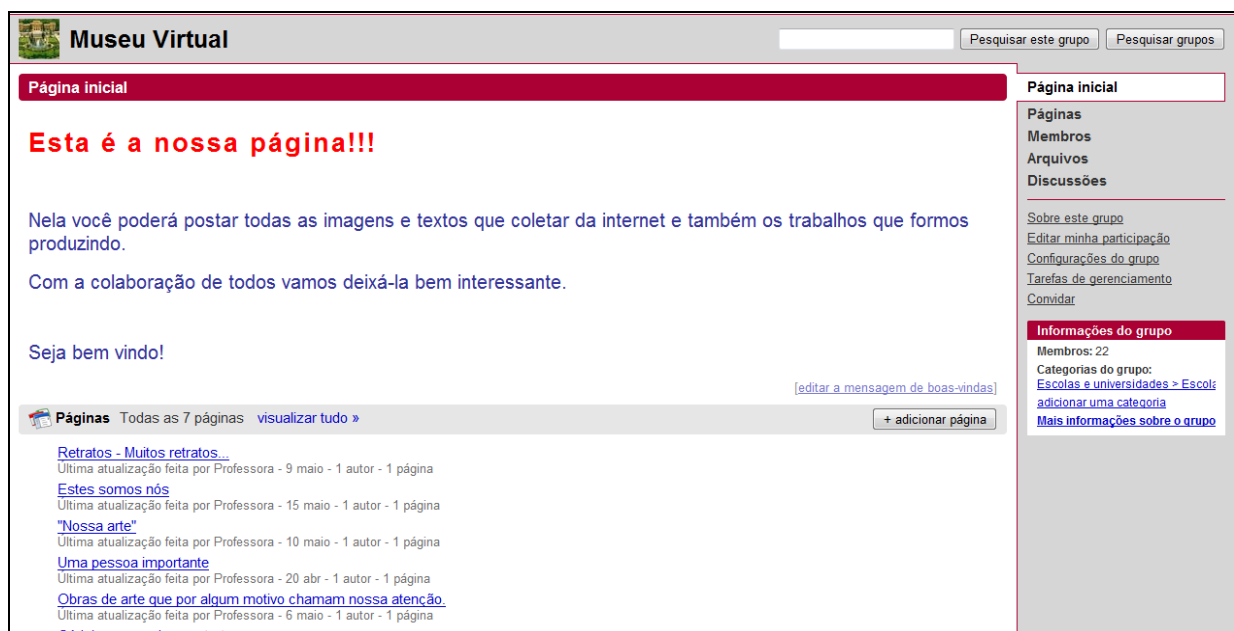 Museu Virtual
Pesquisar este grupo
Pesquisar grupos
Página inicial
Esta é a nossa página!!!
Nela você poderá postar todas as imagens e textos que coletar da internet e também os trabalhos que formos
produzindo.
Com a colaboração de todos vamos deixá-la bem interessante.
Seja bem vindo!
[editar a mensagem de boas-vindas]
Páginas Todas as 7 páginas visualizar tudo »
+ adicionar página
Retratos - Muitos retratos...
Última atualização feita por Professora - 9 maio - 1 autor - 1 página
Estes somos nós
Última atualização feita por Professora - 15 maio - 1 autor - 1 página
"Nossa arte"
Última atualização feita por Professora - 10 maio - 1 autor - 1 página
Uma pessoa importante
Última atualização feita por Professora - 20 abr - 1 autor - 1 página
Obras de arte que por algum motivo chamam nossa atenção.
Última atualização feita por Professora - 6 maio - 1 autor - 1 página
Página inicial
Páginas
Membros
Arquivos
Discussões
Sobre este grupo
Editar minha participação
Configurações do grupo
Tarefas de gerenciamento
Convidar
Informações do grupo
Membros: 22
Categorias do grupo:
Escolas e universidades > Escola
adicionar uma categoria
Mais informações sobre o grupo